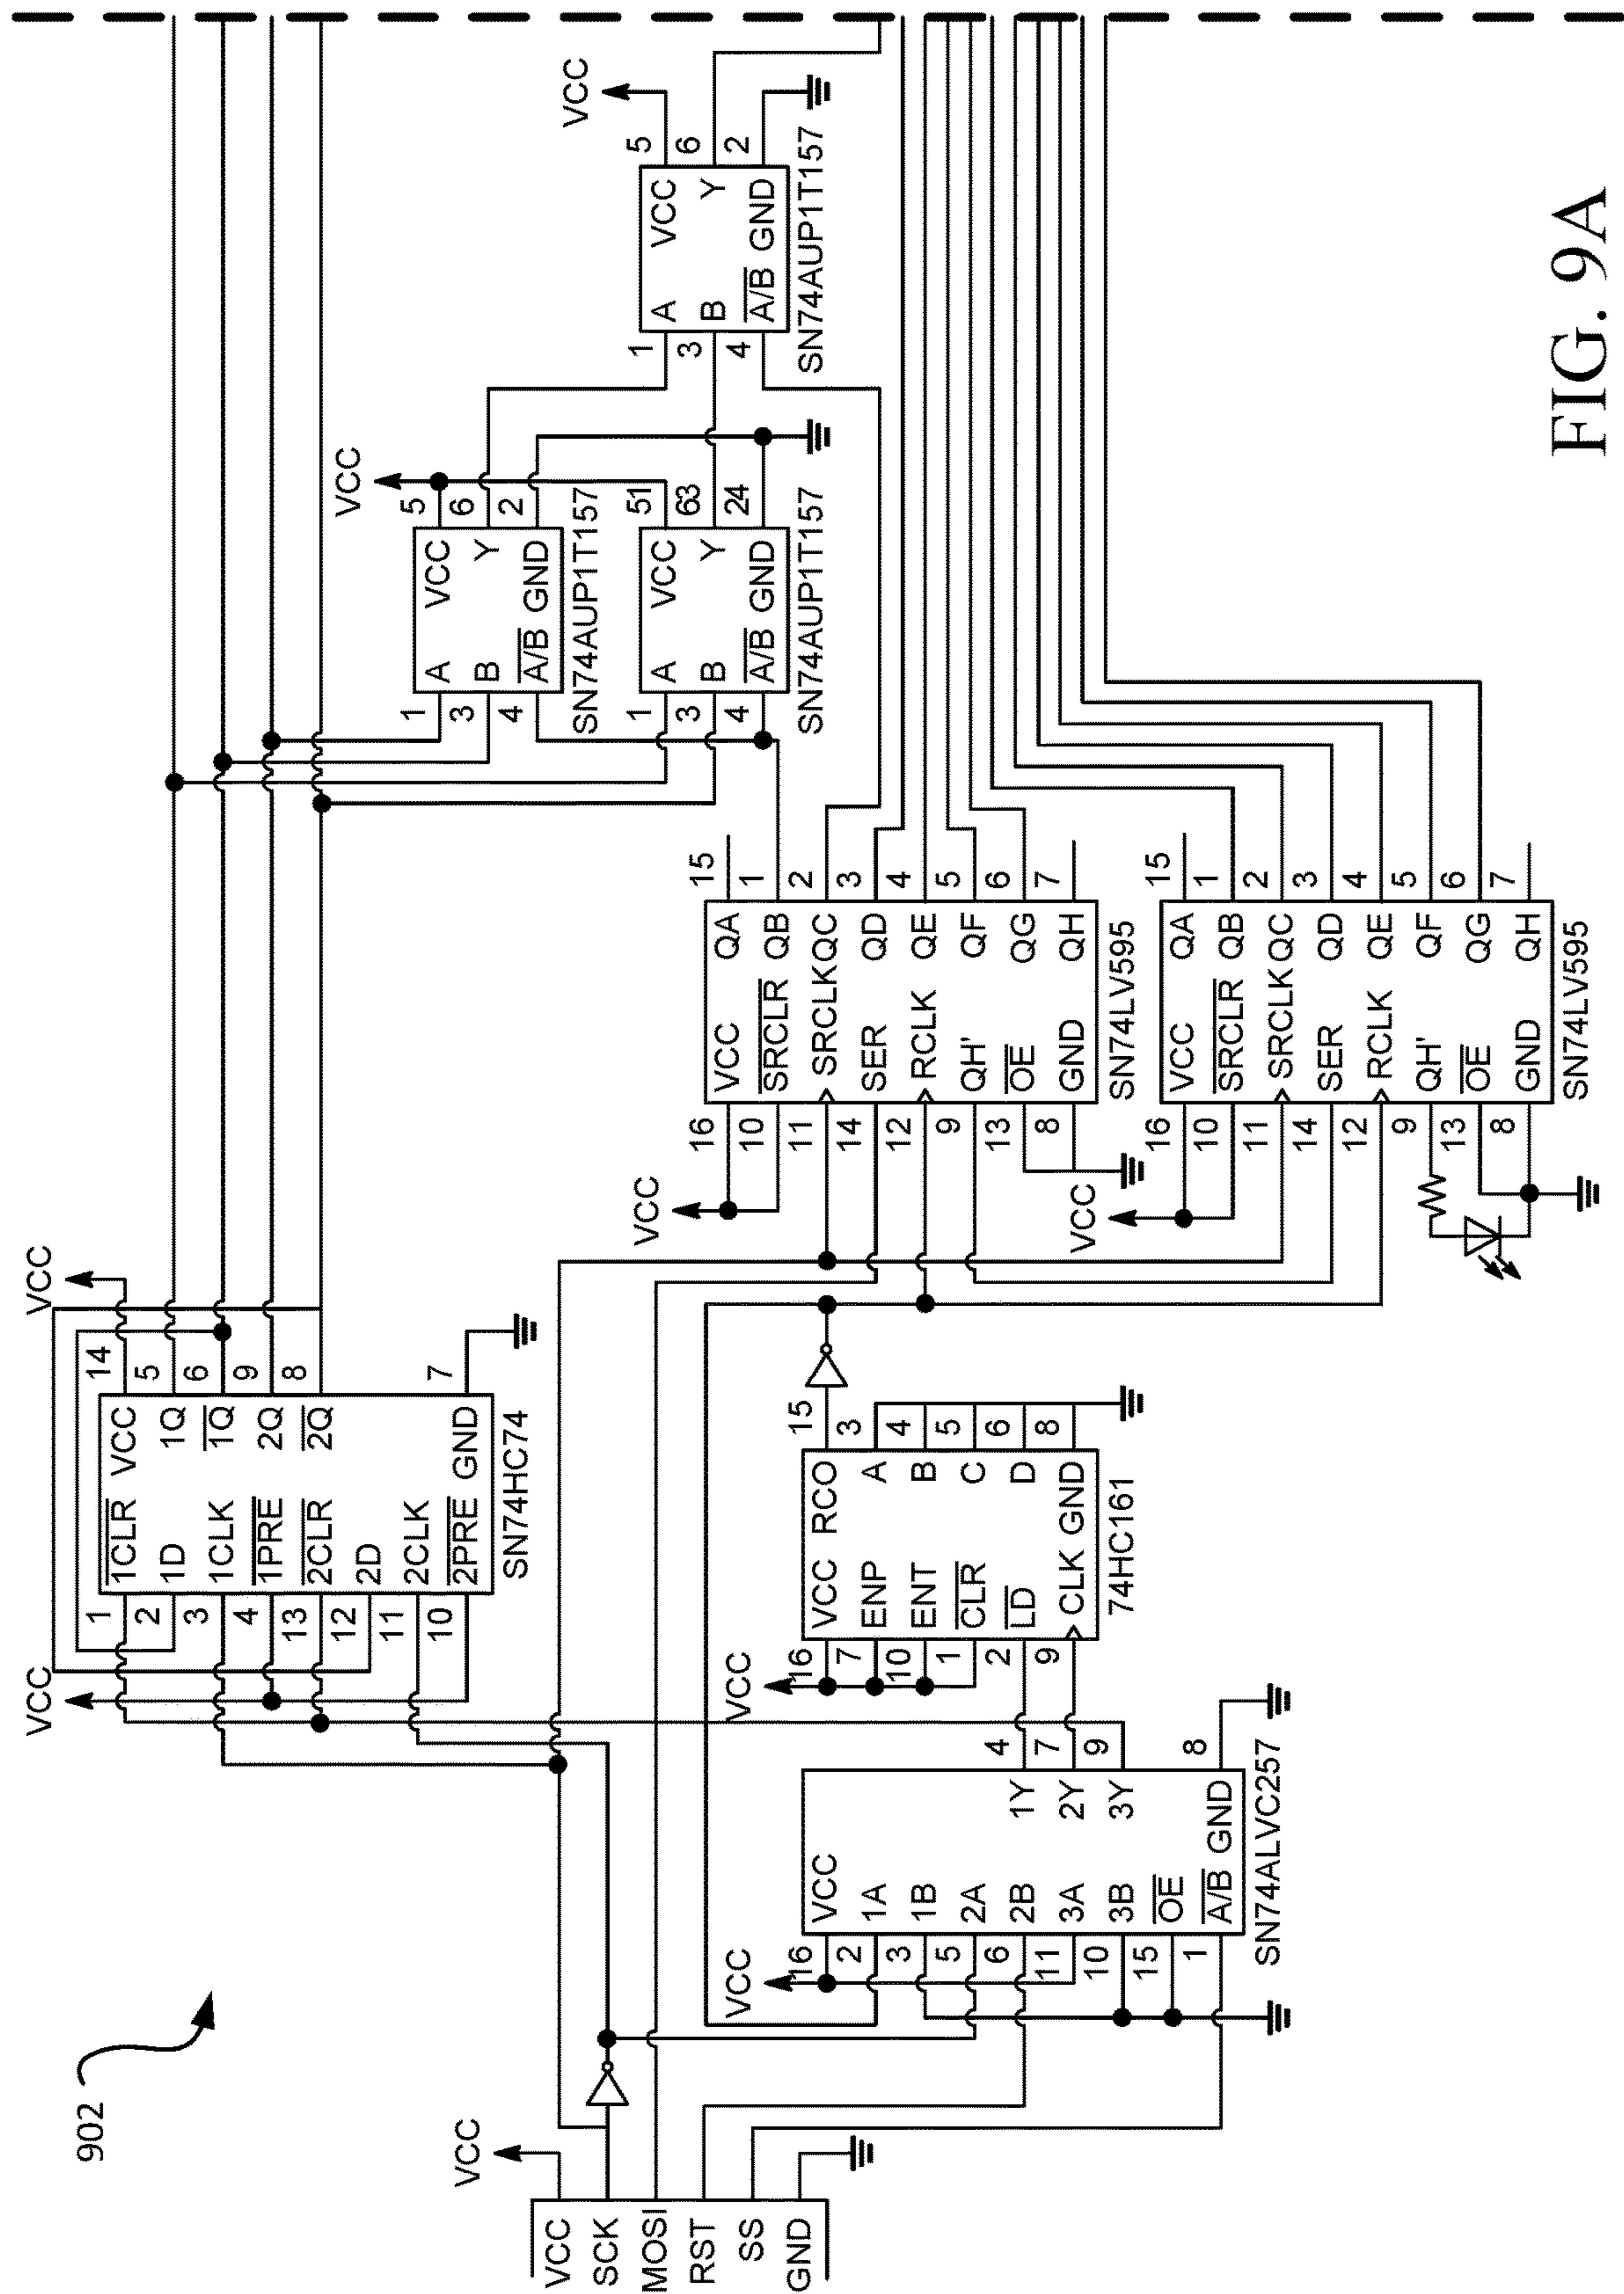 902
VCC
SCK
MOSI
RST
SS
GND
VCC
VCC
VCC
1 1CLR VCC 14
2 1D 1Q 5
3 1CLK 1Q 6
4 1PRE 2Q 9
13 2CLR 2Q 8
12 2D
11 2CLK
10 2PRE GND 7
SN74HC74
VCC
16 VCC
2 1A
3 1B 1Y 4
5 2A 2Y 7
6 2B 3Y 9
11 3A
10 3B
15 OE
1 A/B GND 8
SN74ALVC257
VCC
16 VCC RCO 15
7 ENP A 3
10 ENT B 4
1 CLR C 5
2 LD D 6
9 CLK GND 8
74HC161
VCC
16 VCC QA 15
10 SRCLR QB 1
11 SRCLK QC 2
14 SER QD 3
12 RCLK QE 4
9 QH' QF 5
13 OE QG 6
8 GND QH 7
SN74LV595
VCC
16 VCC QA 15
10 SRCLR QB 1
11 SRCLK QC 2
14 SER QD 3
12 RCLK QE 4
9 QH' QF 5
13 OE QG 6
8 GND QH 7
SN74LV595
VCC
1 A VCC 5
3 B Y 6
4 A/B GND 2
SN74AUP1T157
1 A VCC 51
3 B Y 63
4 A/B GND 24
SN74AUP1T157
VCC
1 A VCC 5
3 B Y 6
4 A/B GND 2
SN74AUP1T157
FIG. 9A